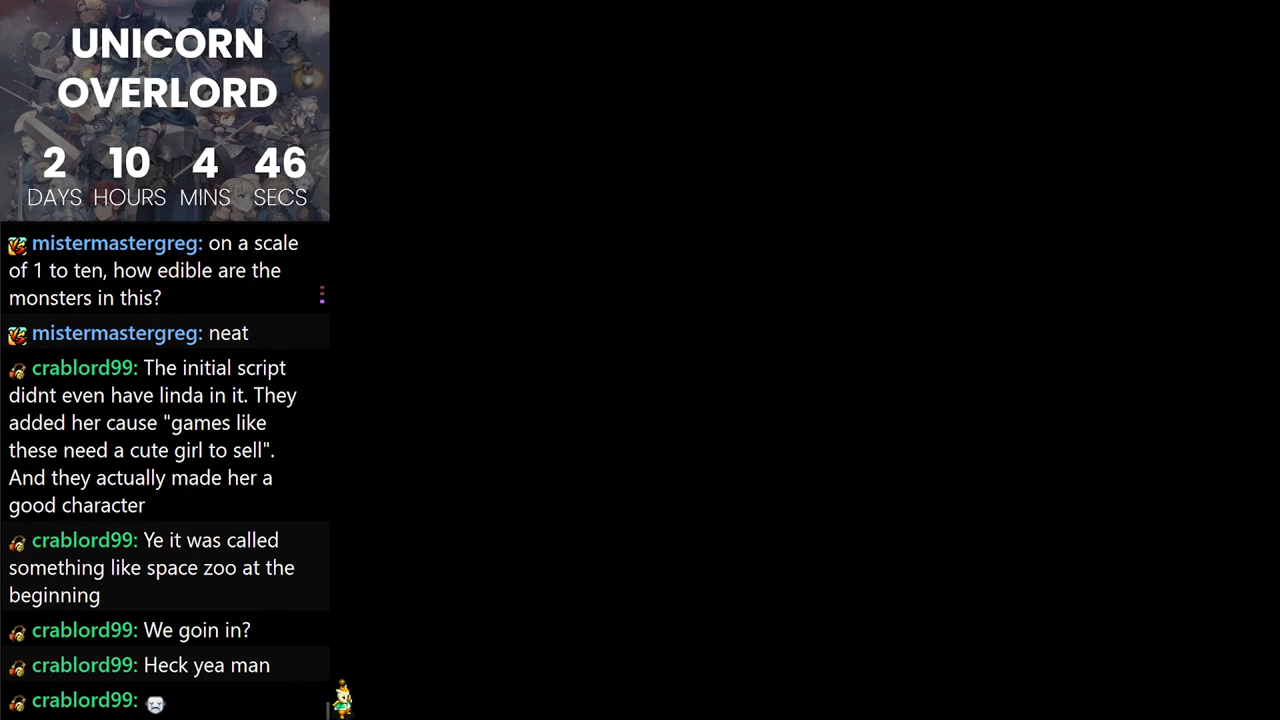 UNICORN
OVERLORD
2 10 4 46
DAYS HOURS MINS SECS
mistermastergreg: on a scale
of 1 to ten, how edible are the
monsters in this?
mistermastergreg: neat
crablord99: The initial script
didnt even have linda in it. They
added her cause "games like
these need a cute girl to sell".
And they actually made her a
good character
crablord99: Ye it was called
something like space zoo at the
beginning
crablord99: We goin in?
crablord99: Heck yea man
crablord99: